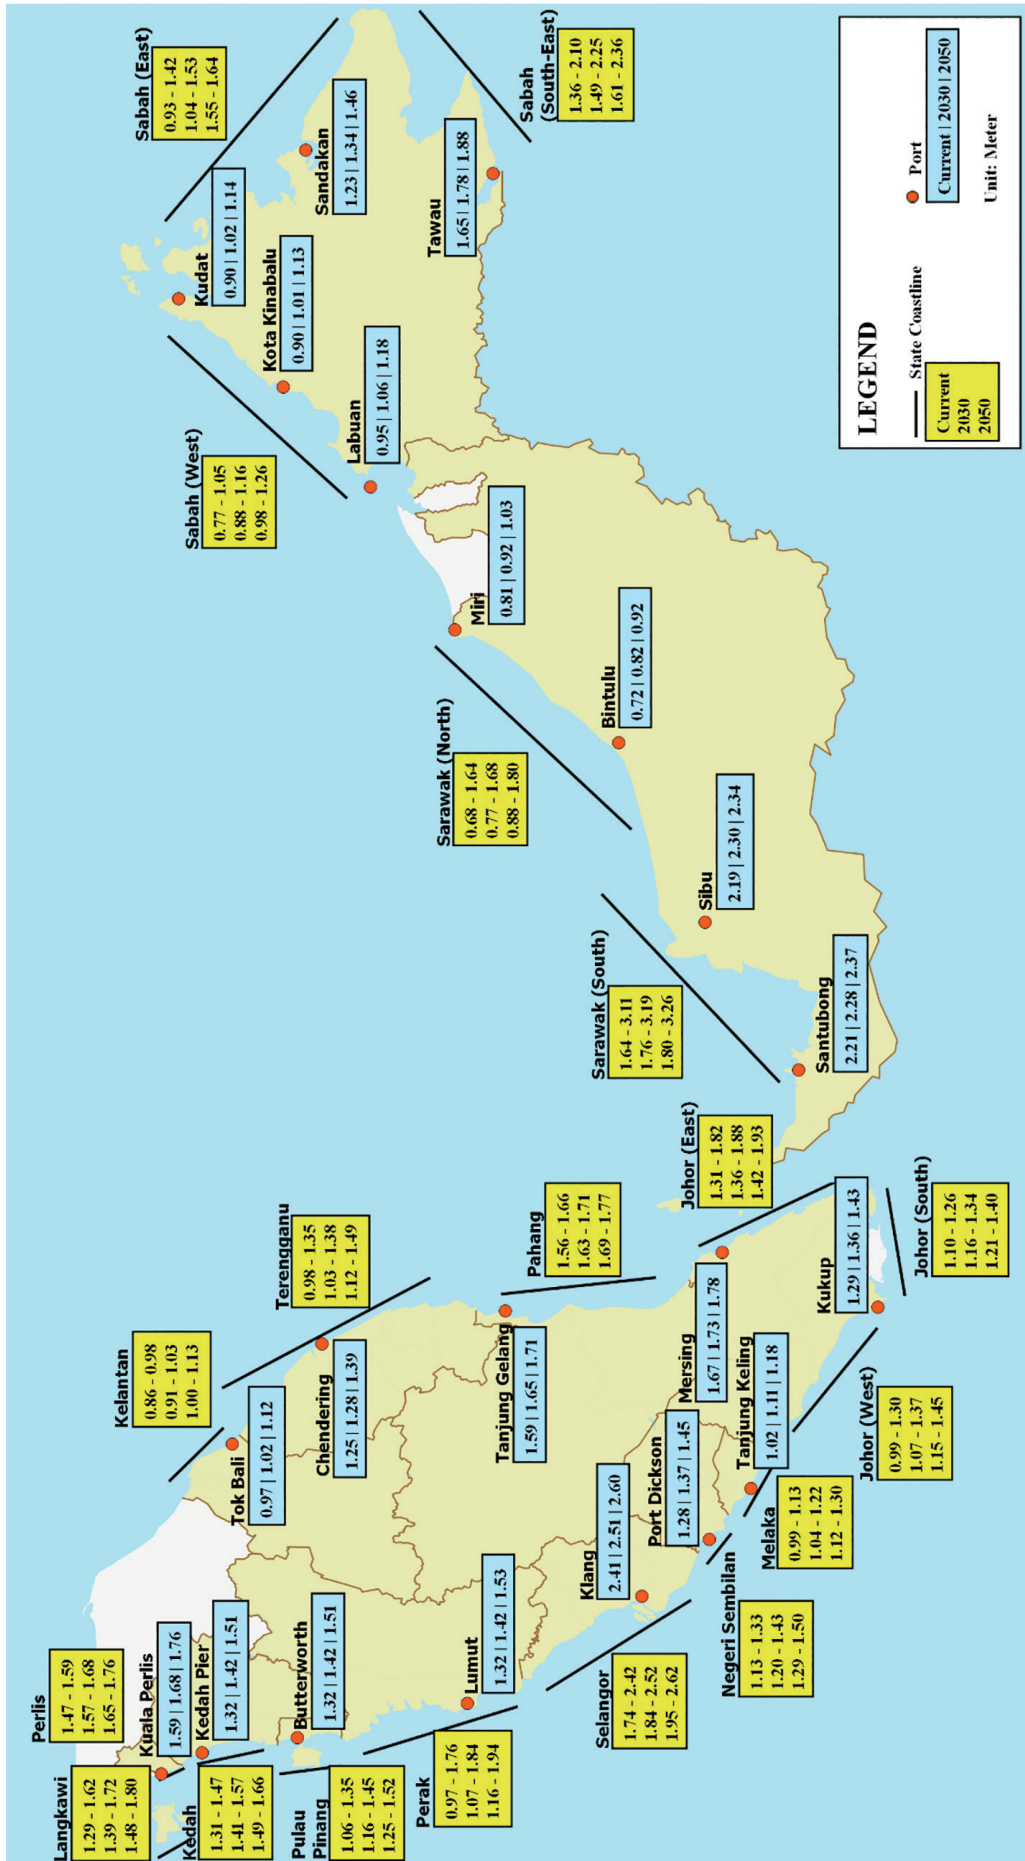 Langkawi
1.29 - 1.62
1.39 - 1.72
1.48 - 1.80
Perlis
1.47 - 1.59
1.57 - 1.68
1.65 - 1.76
Kuala Perlis
1.59 | 1.68 | 1.76
Kedah
1.31 - 1.47
1.41 - 1.57
1.49 - 1.66
Kedah Pier
1.32 | 1.42 | 1.51
Pulau
Pinang
1.06 - 1.35
1.16 - 1.45
1.25 - 1.52
Butterworth
1.32 | 1.42 | 1.51
Perak
0.97 - 1.76
1.07 - 1.84
1.16 - 1.94
Lumut
1.32 | 1.42 | 1.53
Selangor
1.74 - 2.42
1.84 - 2.52
1.95 - 2.62
Klang
2.41 | 2.51 | 2.60
Negeri Sembilan
1.13 - 1.33
1.20 - 1.43
1.29 - 1.50
Port Dickson
1.28 | 1.37 | 1.45
Melaka
0.99 - 1.13
1.04 - 1.22
1.12 - 1.30
Tanjung Keling
1.02 | 1.11 | 1.18
Johor (West)
0.99 - 1.30
1.07 - 1.37
1.15 - 1.45
Kukup
1.29 | 1.36 | 1.43
Johor (South)
1.10 - 1.26
1.16 - 1.34
1.21 - 1.40
Johor (East)
1.31 - 1.82
1.36 - 1.88
1.42 - 1.93
Mersing
1.67 | 1.73 | 1.78
Pahang
1.56 - 1.66
1.63 - 1.71
1.69 - 1.77
Tanjung Gelang
1.59 | 1.65 | 1.71
Terengganu
0.98 - 1.35
1.03 - 1.38
1.12 - 1.49
Chendering
1.25 | 1.28 | 1.39
Kelantan
0.86 - 0.98
0.91 - 1.03
1.00 - 1.13
Tok Bali
0.97 | 1.02 | 1.12
Sarawak (South)
1.64 - 3.11
1.76 - 3.19
1.80 - 3.26
Santubong
2.21 | 2.28 | 2.37
Sibu
2.19 | 2.30 | 2.34
Sarawak (North)
0.68 - 1.64
0.77 - 1.68
0.88 - 1.80
Bintulu
0.72 | 0.82 | 0.92
Miri
0.81 | 0.92 | 1.03
Sabah (West)
0.77 - 1.05
0.88 - 1.16
0.98 - 1.26
Labuan
0.95 | 1.06 | 1.18
Kota Kinabalu
0.90 | 1.01 | 1.13
Kudat
0.90 | 1.02 | 1.14
Sabah (East)
0.93 - 1.42
1.04 - 1.53
1.55 - 1.64
Sandakan
1.23 | 1.34 | 1.46
Tawau
1.65 | 1.78 | 1.88
Sabah
(South-East)
1.36 - 2.10
1.49 - 2.25
1.61 - 2.36
LEGEND
State Coastline
Current
2030
2050
Port
Current | 2030 | 2050
Unit: Meter